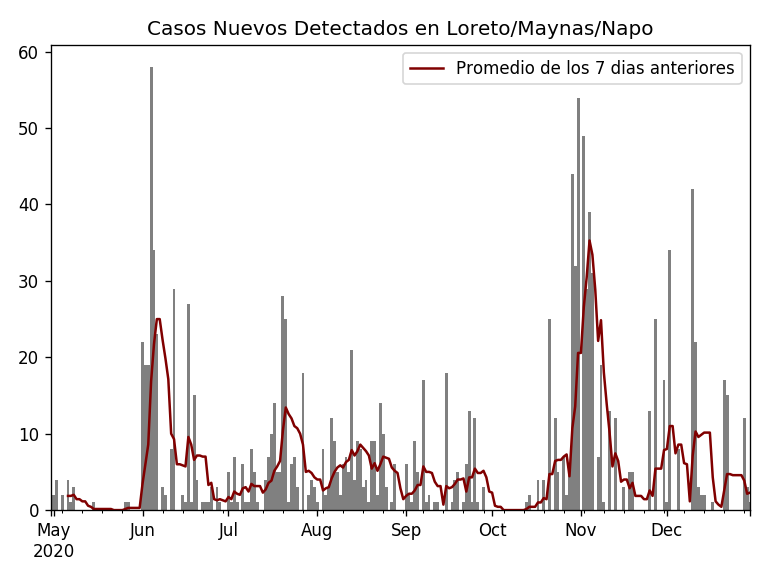 Casos Nuevos Detectados en Loreto/Maynas/Napo
Promedio de los 7 dias anteriores
60
50
40
30
20
10
0
May Jun Jul Aug Sep Oct Nov Dec
2020